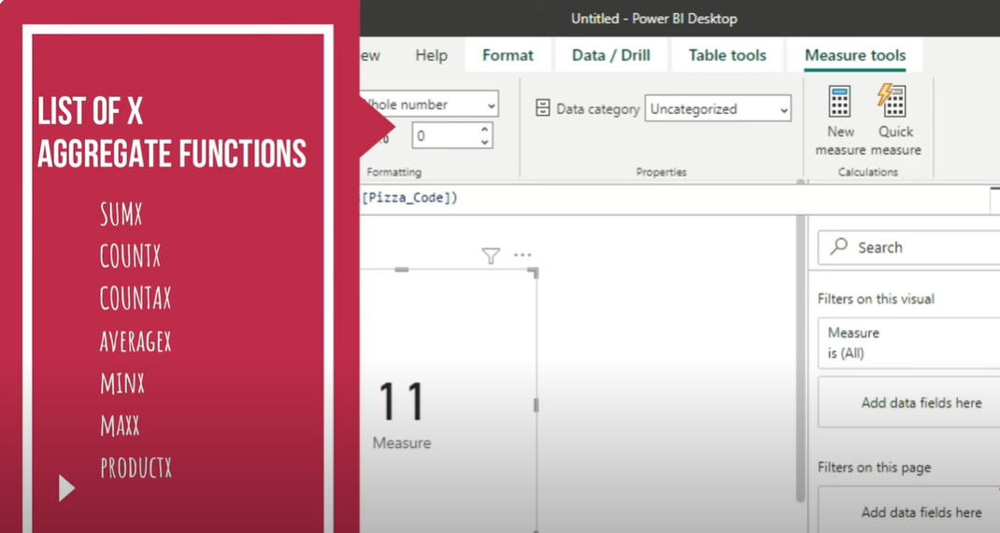 Untitled - Power BI Desktop
LIST OF X
AGGREGATE FUNCTIONS
SUMX
COUNTX
COUNTAX
AVERAGEX
MINX
MAXX
PRODUCTX
Help
Format
Data / Drill
Table tools
Measure tools
number
0
Formatting
Data category
Uncategorized
Properties
New
measure
Quick
measure
Calculations
[Pizza_Code])
11
Measure
Search
Filters on this visual
Measure
is (All)
Add data fields here
Filters on this page
Add data fields here